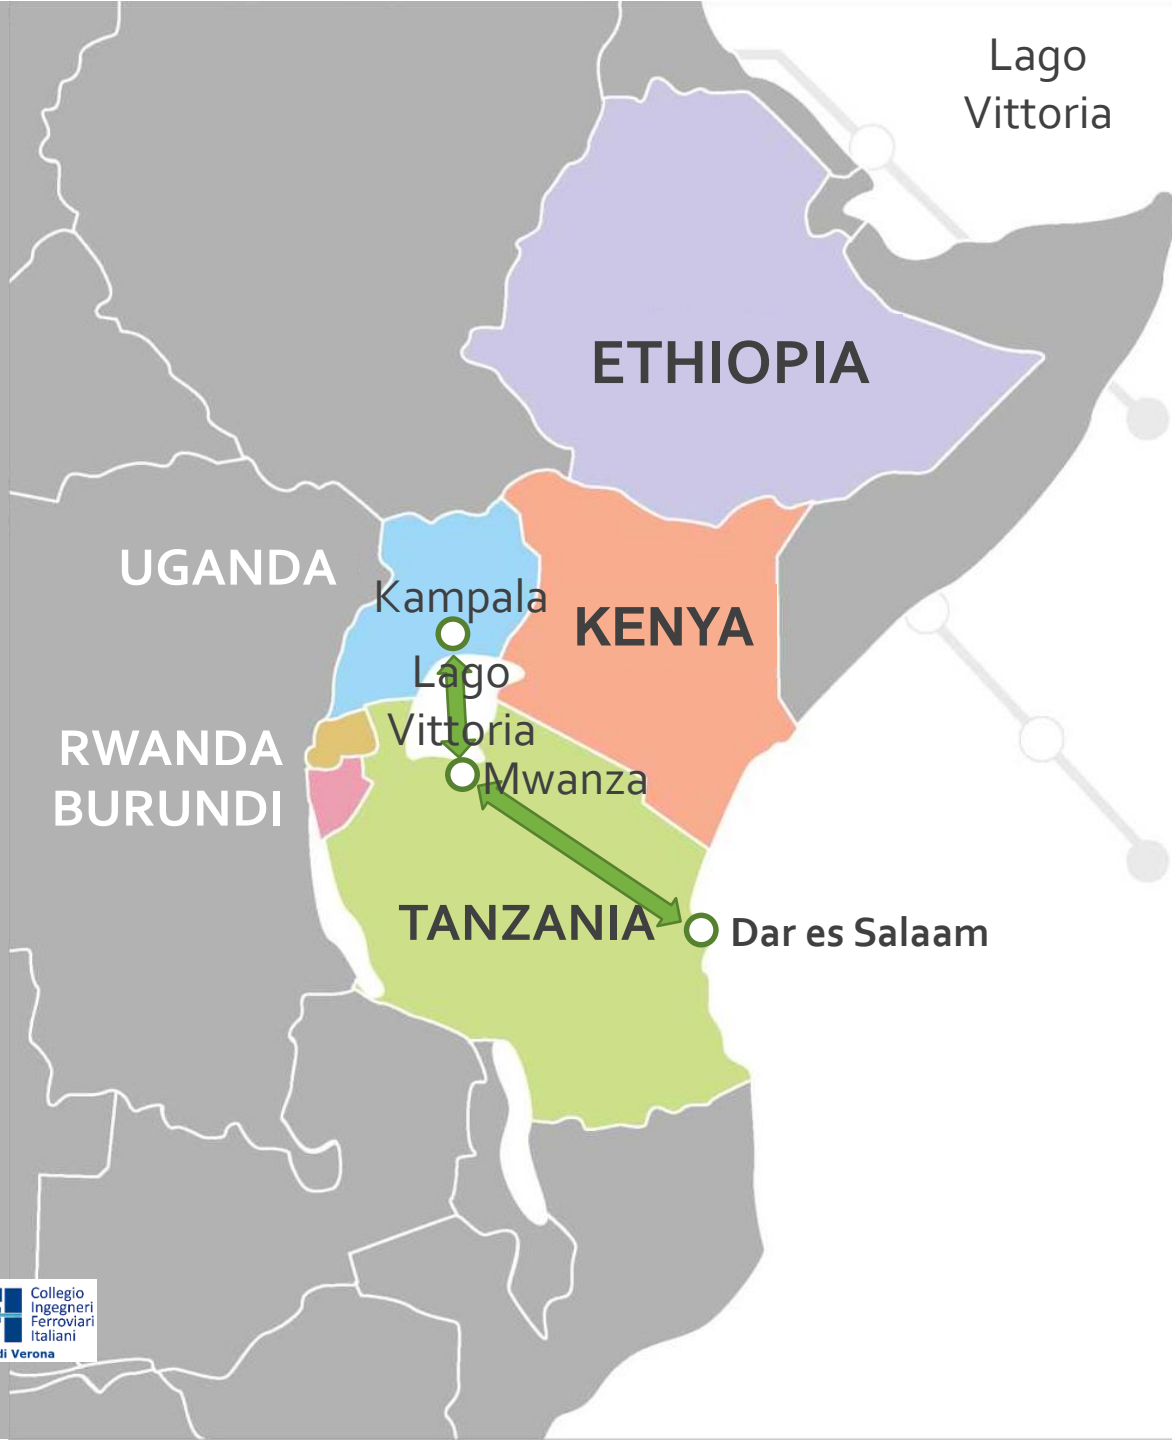 Lago
Vittoria
ETHIOPIA
UGANDA
Kampala
KENYA
Lago
Vittoria
RWANDA
BURUNDI
Mwanza
TANZANIA
Dar es Salaam
Collegio
Ingegneri
Ferroviari
Italiani
di Verona